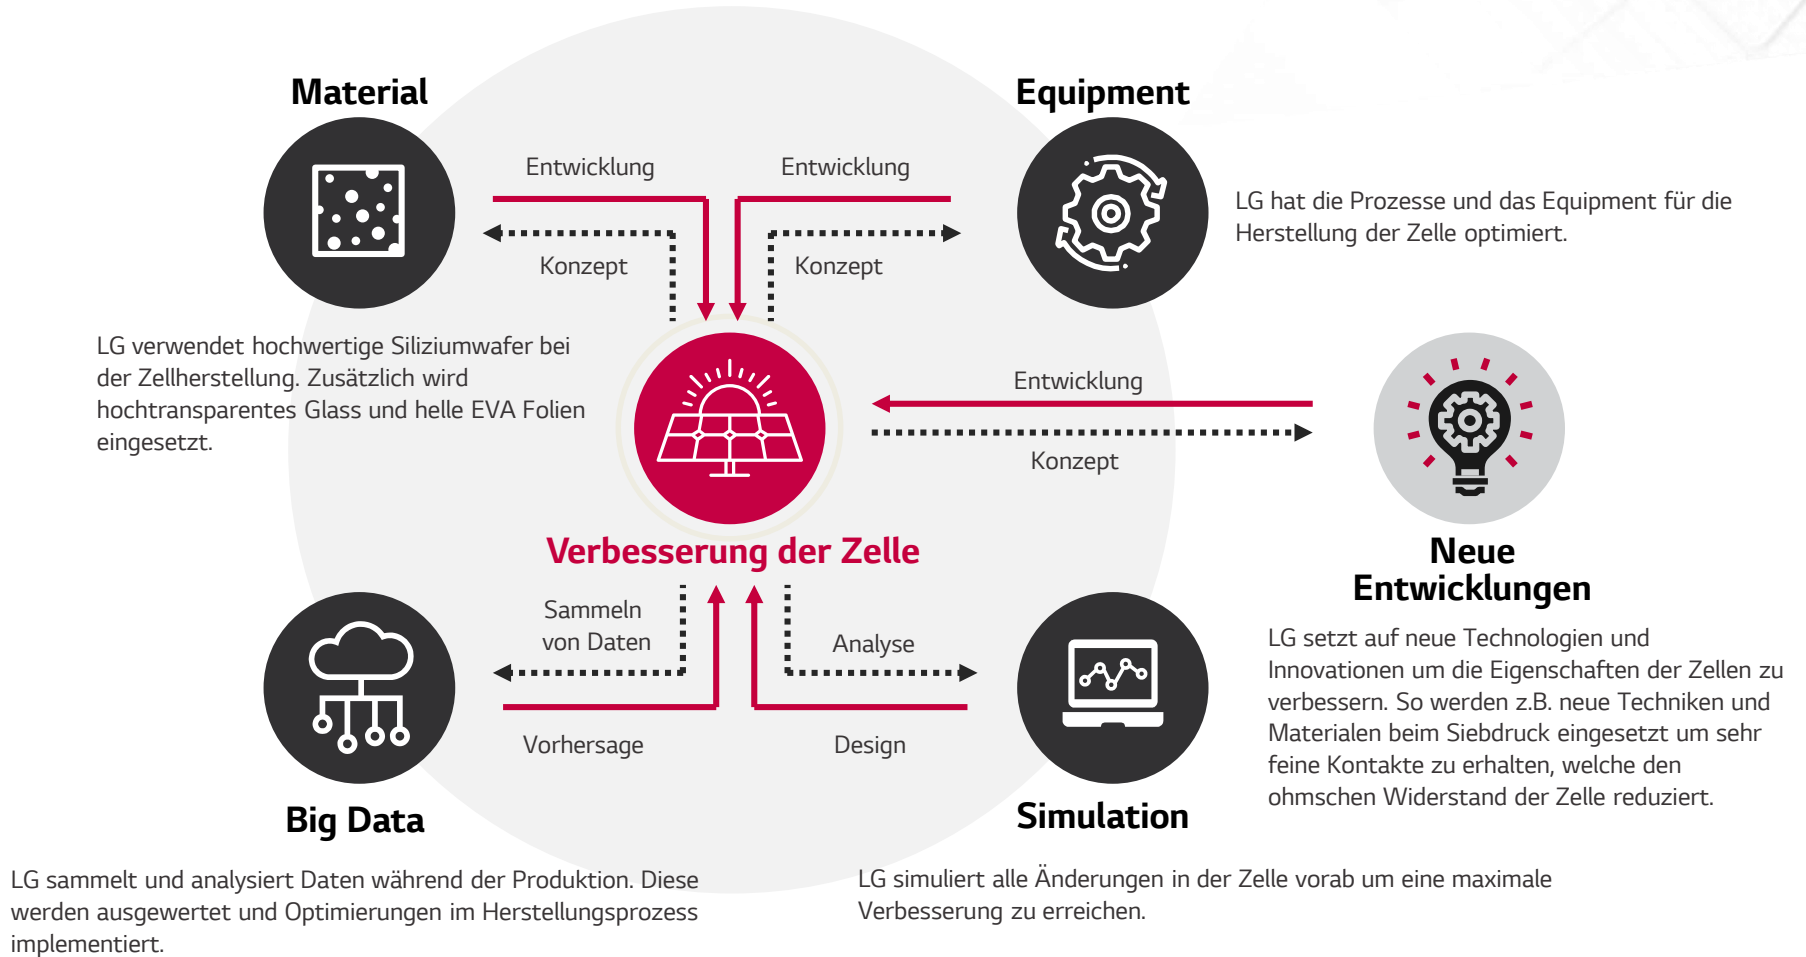 Material
Equipment
Entwicklung
Entwicklung
Konzept
Konzept
LG hat die Prozesse und das Equipment für die
Herstellung der Zelle optimiert.
LG verwendet hochwertige Siliziumwafer bei
der Zellherstellung. Zusätzlich wird
hochtransparentes Glass und helle EVA Folien
eingesetzt.
Entwicklung
Konzept
Verbesserung der Zelle
Neue
Entwicklungen
LG setzt auf neue Technologien und
Innovationen um die Eigenschaften der Zellen zu
verbessern. So werden z.B. neue Techniken und
Materialen beim Siebdruck eingesetzt um sehr
feine Kontakte zu erhalten, welche den
ohmschen Widerstand der Zelle reduziert.
Sammeln
von Daten
Analyse
Vorhersage
Design
Big Data
Simulation
LG sammelt und analysiert Daten während der Produktion. Diese
werden ausgewertet und Optimierungen im Herstellungsprozess
implementiert.
LG simuliert alle Änderungen in der Zelle vorab um eine maximale
Verbesserung zu erreichen.